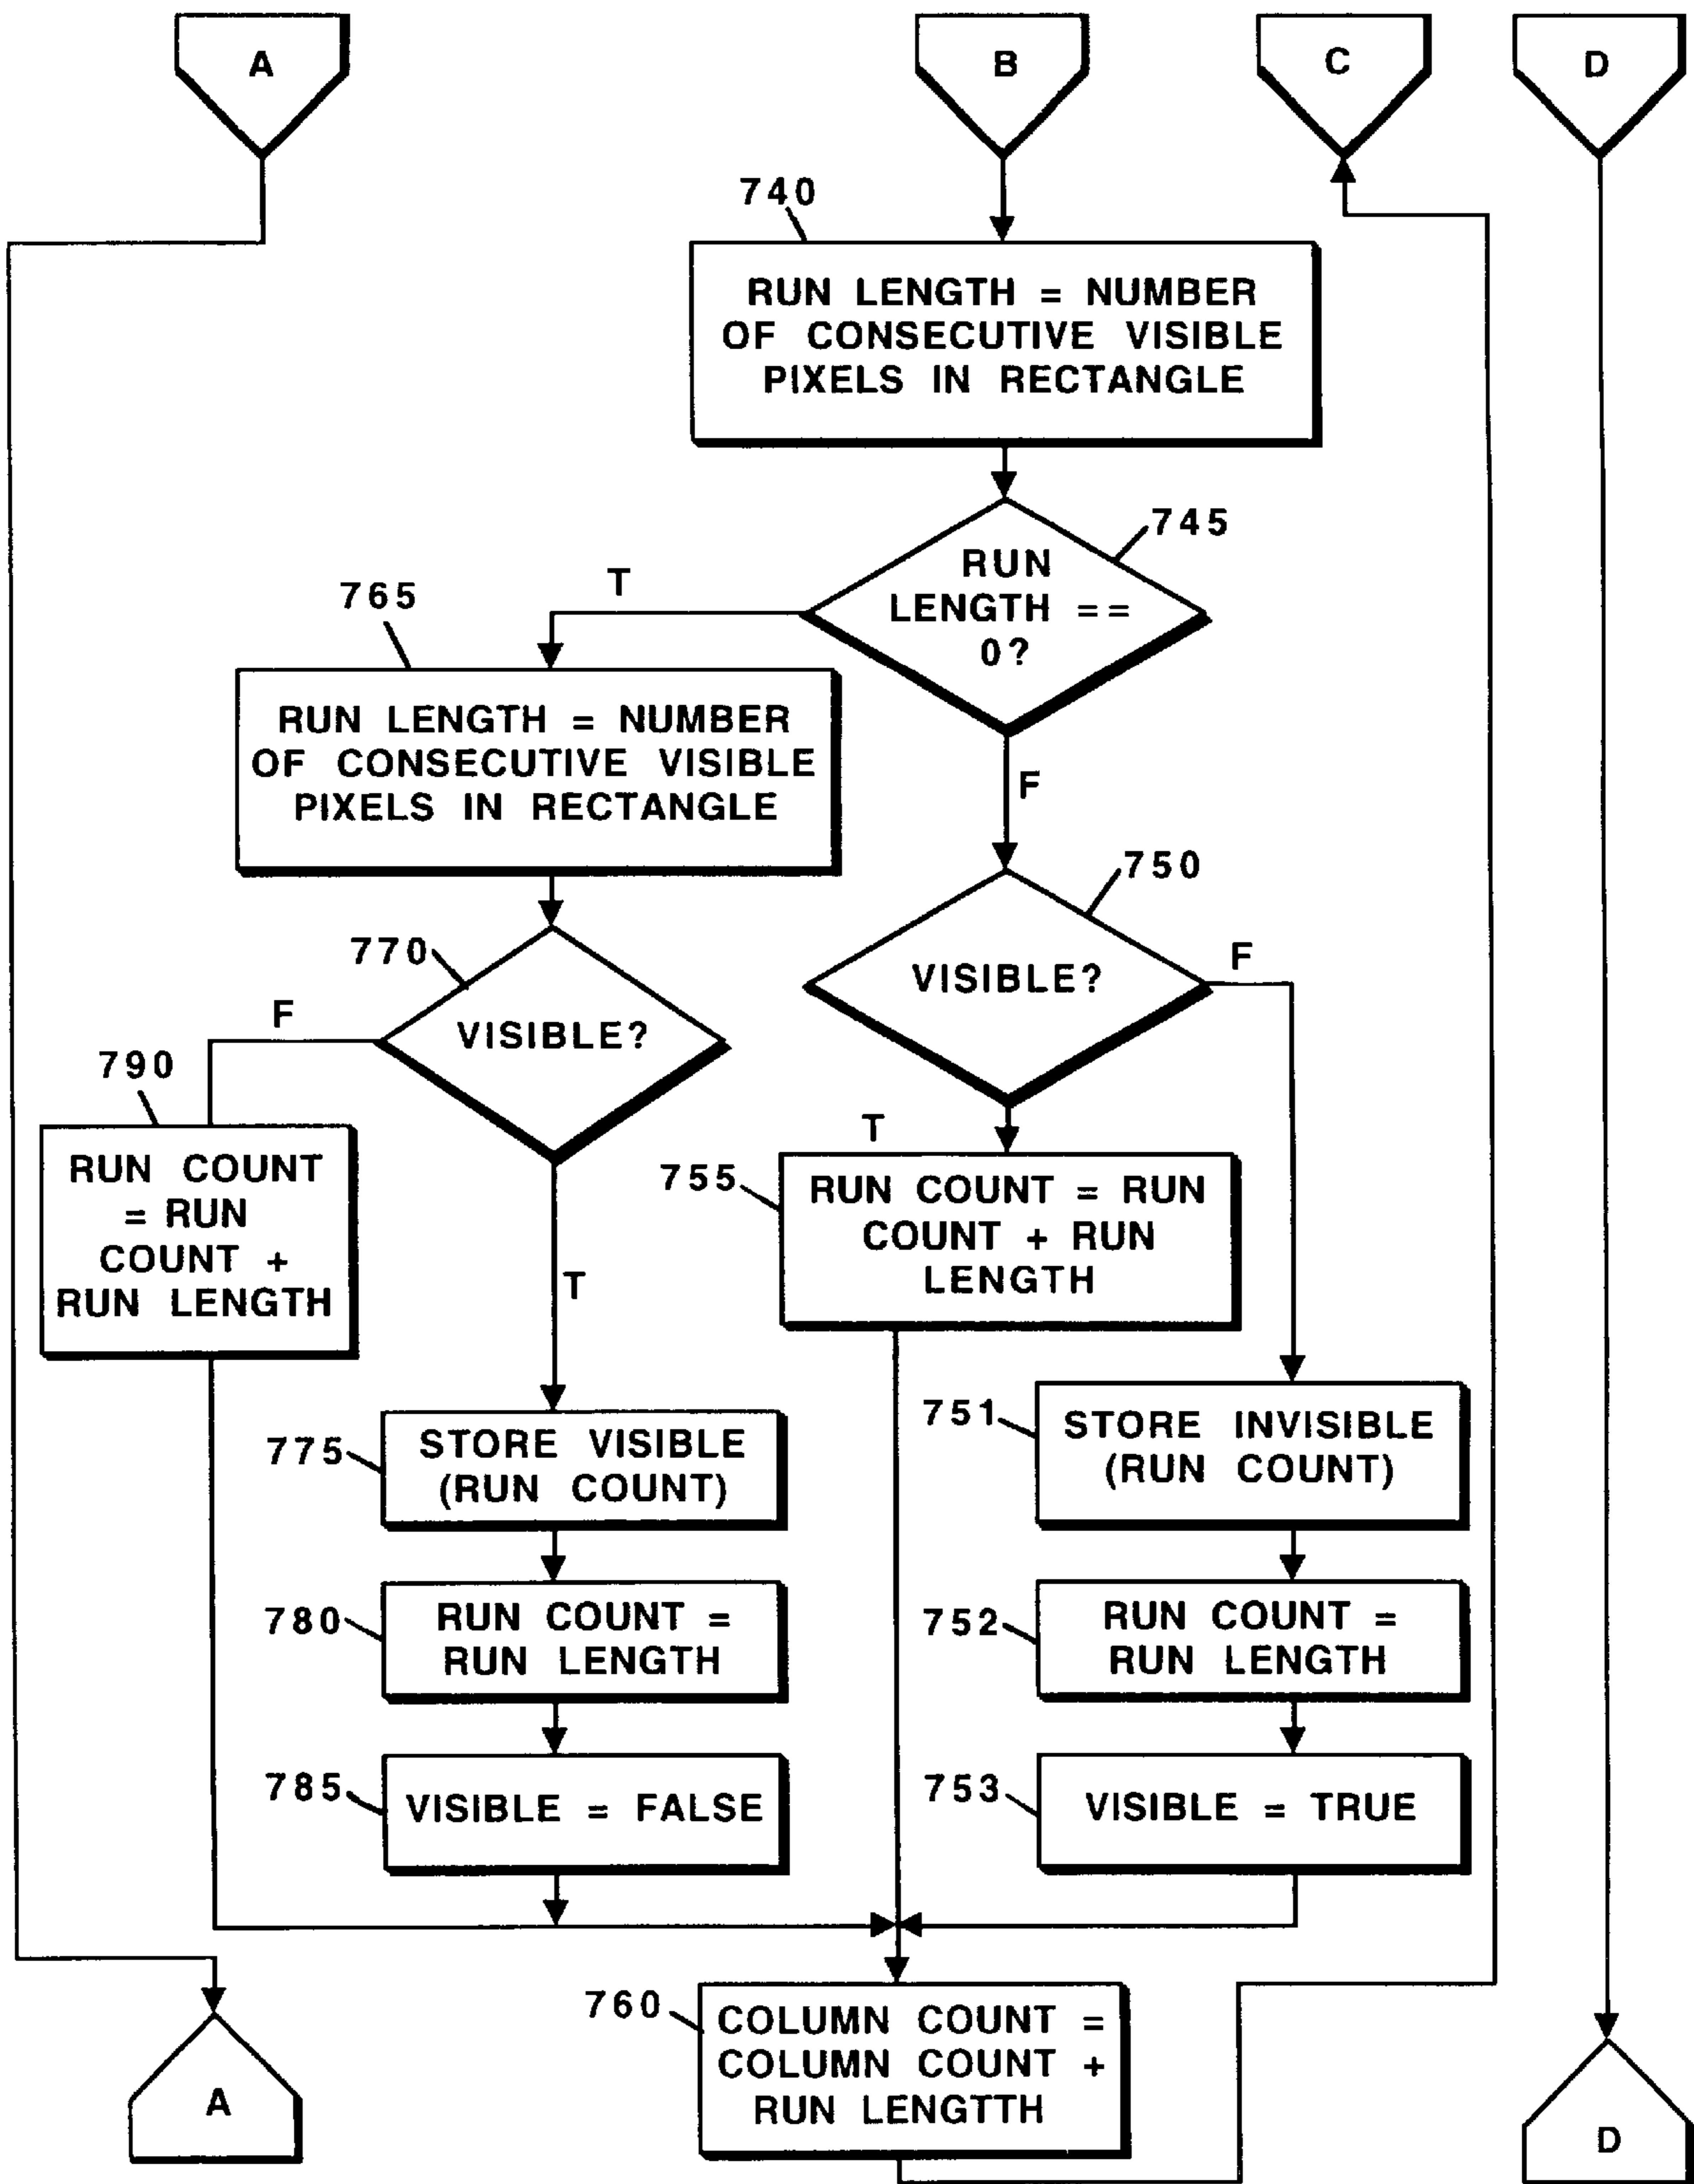 A
B
C
D
740
RUN LENGTH = NUMBER
OF CONSECUTIVE VISIBLE
PIXELS IN RECTANGLE
745
RUN
LENGTH ==
0?
T
F
765
RUN LENGTH = NUMBER
OF CONSECUTIVE VISIBLE
PIXELS IN RECTANGLE
750
VISIBLE?
F
T
770
VISIBLE?
F
T
790
RUN COUNT
= RUN
COUNT +
RUN LENGTH
755
RUN COUNT = RUN
COUNT + RUN
LENGTH
775
STORE VISIBLE
(RUN COUNT)
751
STORE INVISIBLE
(RUN COUNT)
780
RUN COUNT =
RUN LENGTH
752
RUN COUNT =
RUN LENGTH
785
VISIBLE = FALSE
753
VISIBLE = TRUE
760
COLUMN COUNT =
COLUMN COUNT +
RUN LENGTTH
A
D